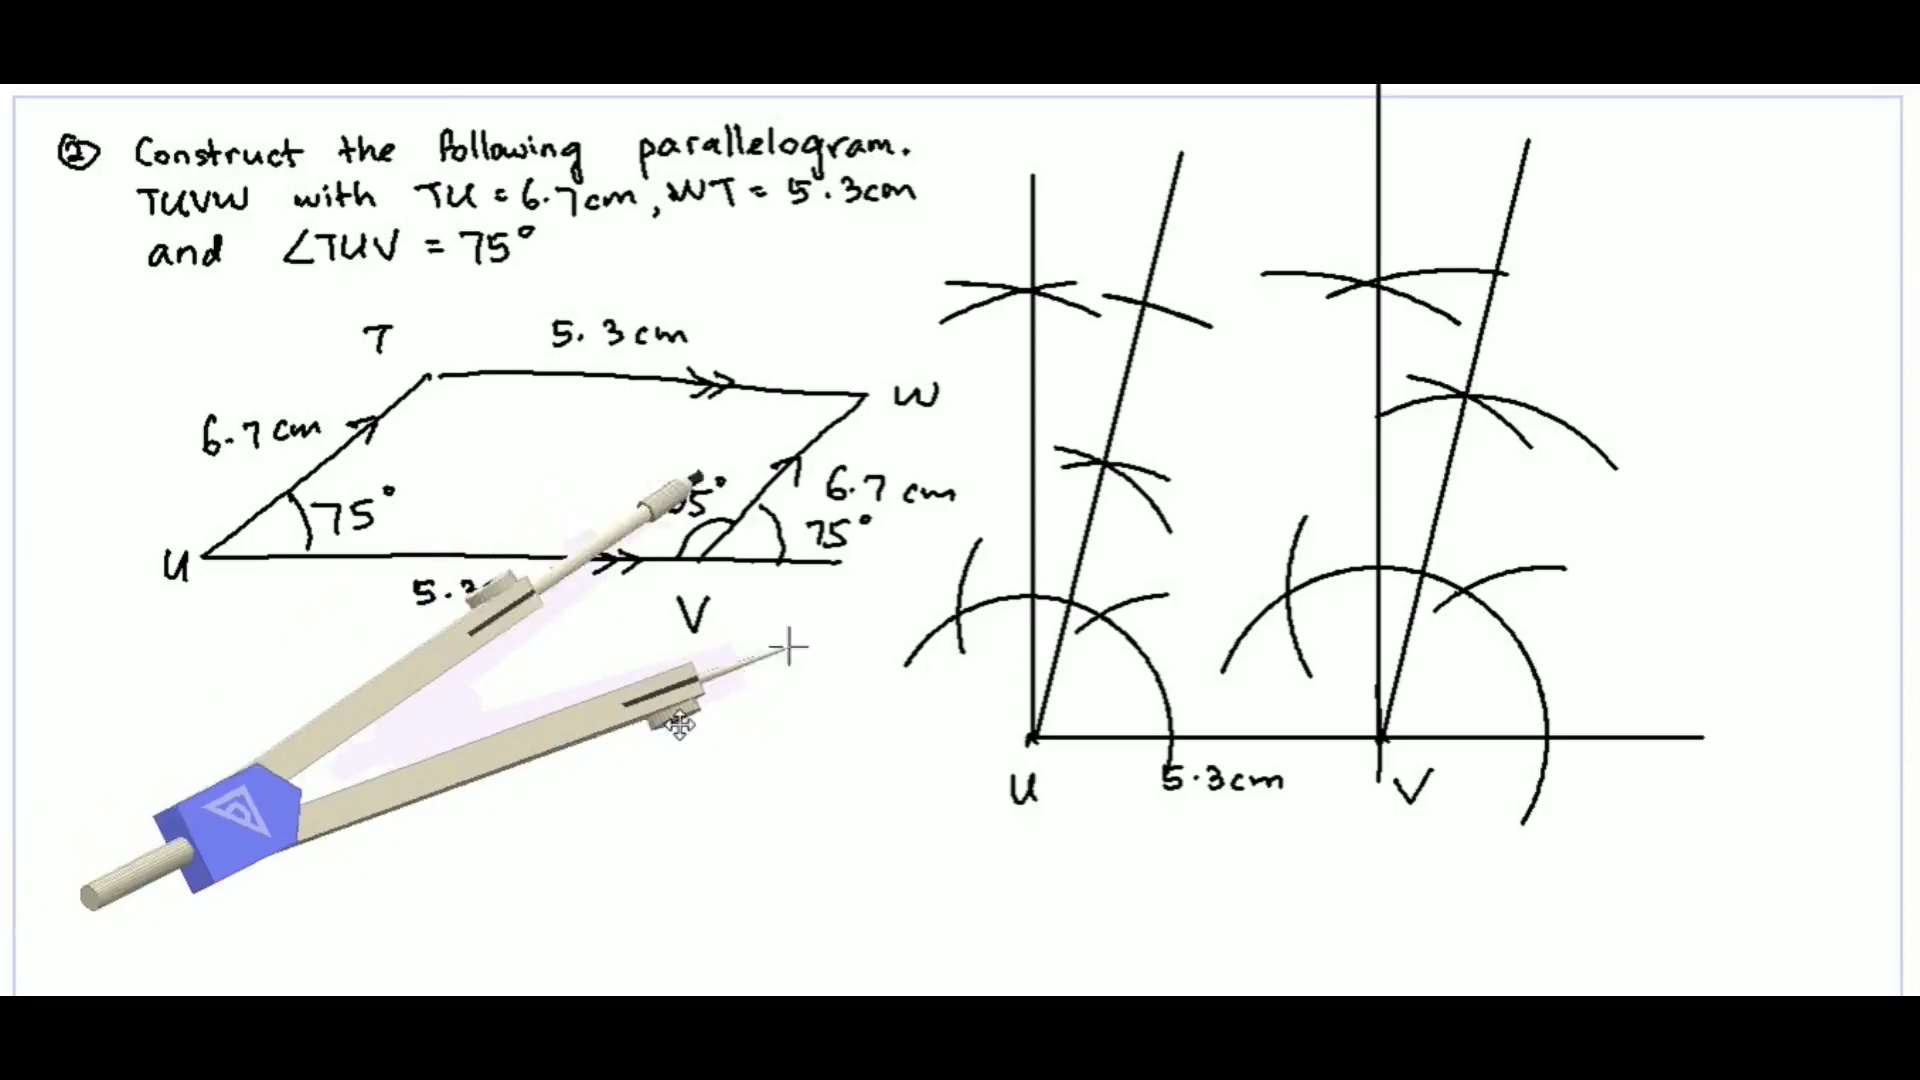 ② Construct the following parallelogram.
TUVW with TU = 6.7cm, WT = 5.3cm
and ∠TUV = 75°
T
5.3cm
W
6.7cm
75°
6.7 cm
75°
U
V
U
5.3cm
V